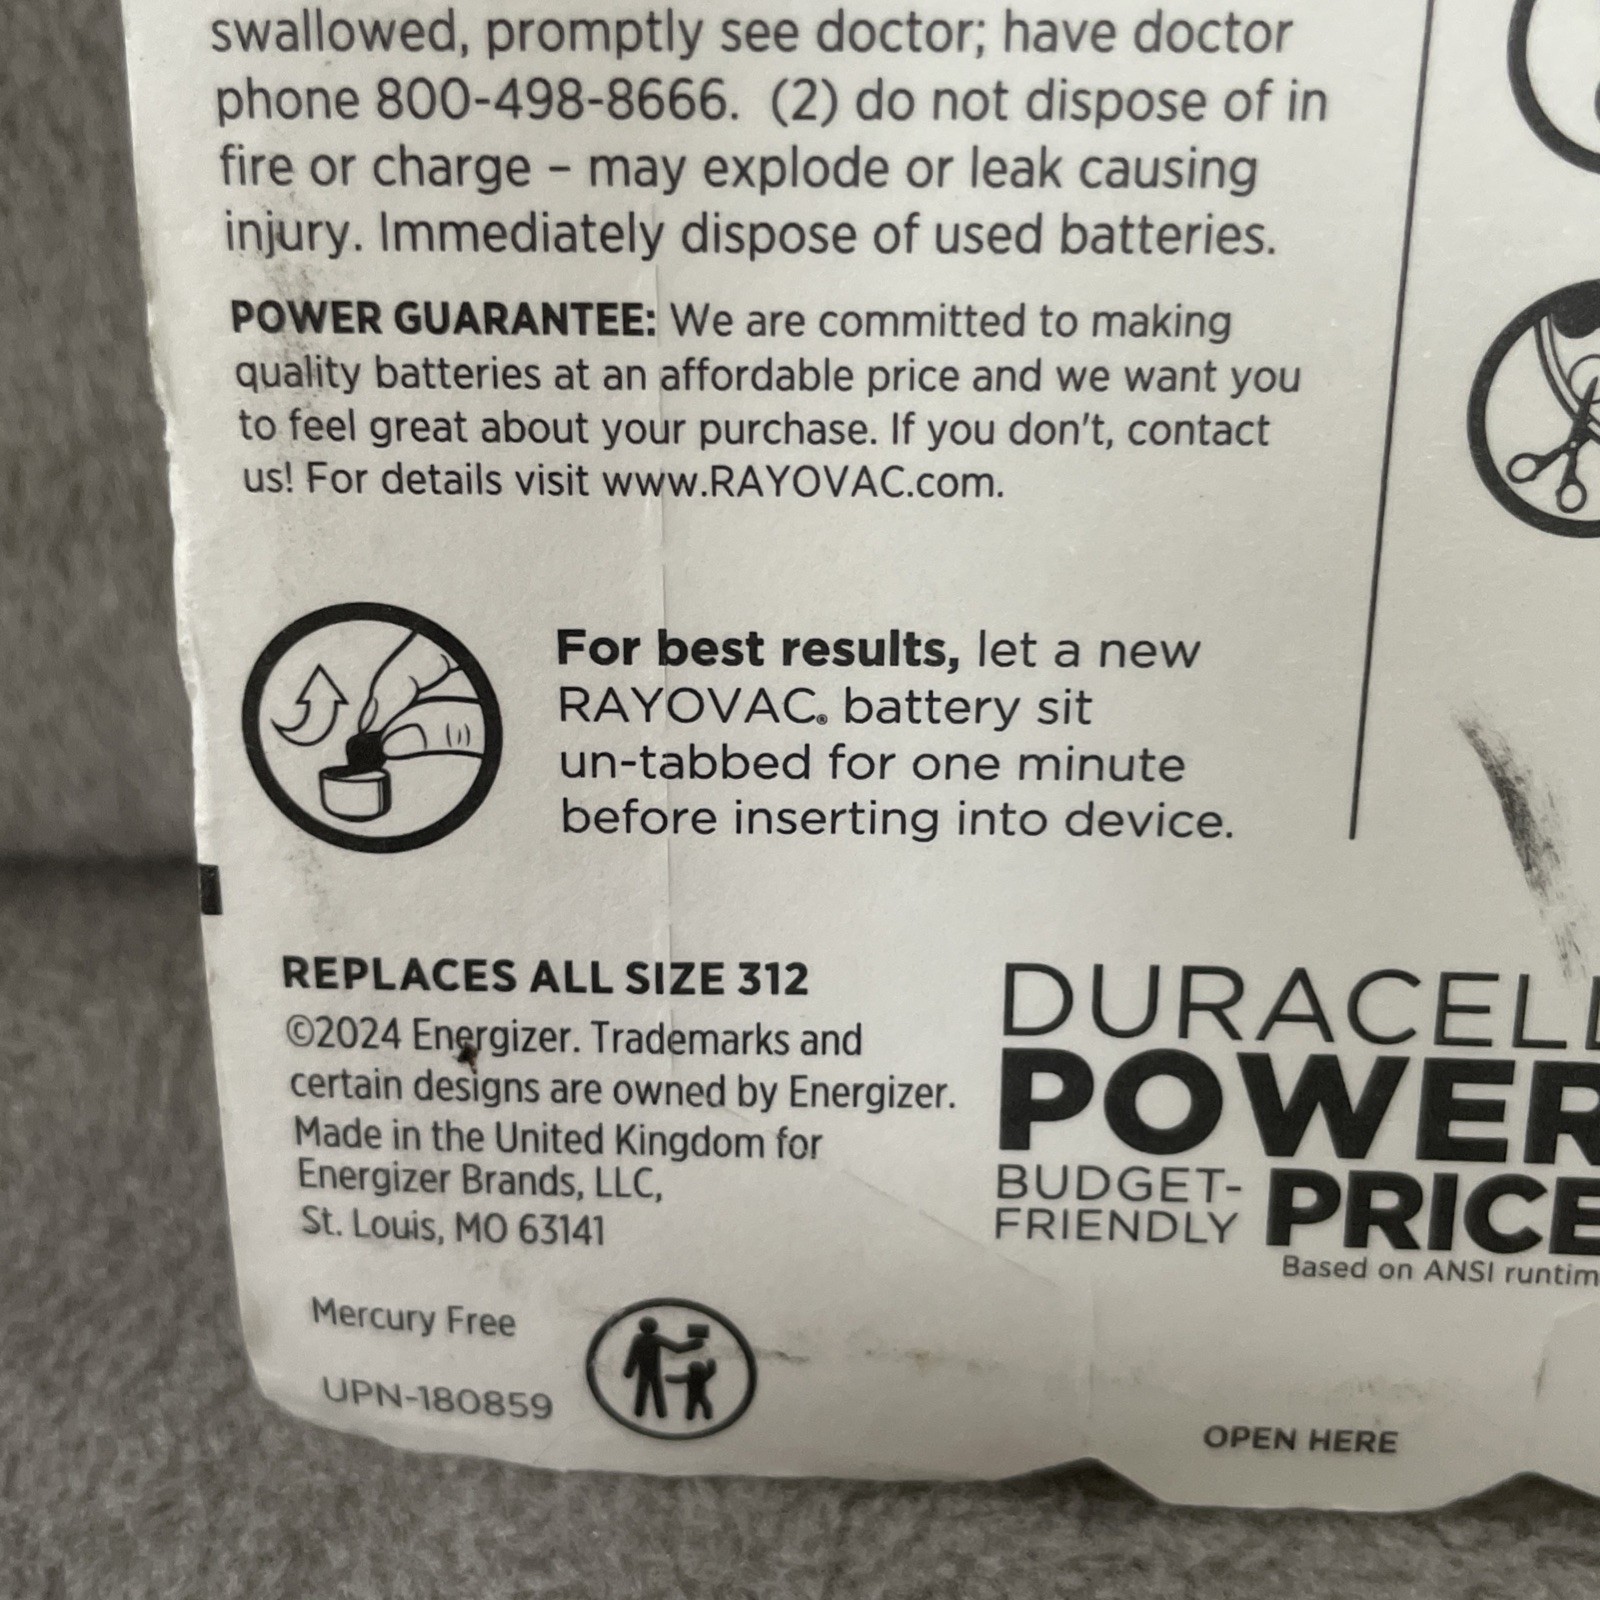 swallowed, promptly see doctor; have doctor
phone 800-498-8666. (2) do not dispose of in
fire or charge – may explode or leak causing
injury. Immediately dispose of used batteries.
POWER GUARANTEE: We are committed to making
quality batteries at an affordable price and we want you
to feel great about your purchase. If you don't, contact
us! For details visit www.RAYOVAC.com.
For best results, let a new
RAYOVAC® battery sit
un-tabbed for one minute
before inserting into device.
REPLACES ALL SIZE 312
©2024 Energizer. Trademarks and
certain designs are owned by Energizer.
Made in the United Kingdom for
Energizer Brands, LLC,
St. Louis, MO 63141
Mercury Free
UPN-180859
DURACELL
POWER
BUDGET-
FRIENDLY PRICE
Based on ANSI runtim
OPEN HERE